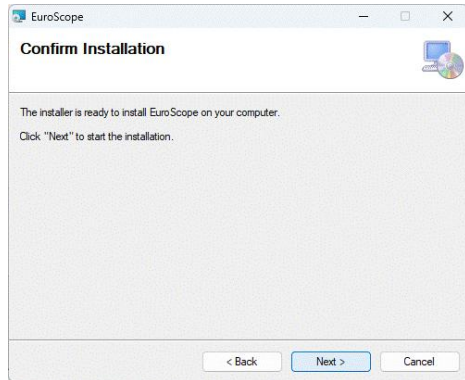 EuroScope
Confirm Installation
The installer is ready to install EuroScope on your computer.
Click "Next" to start the installation.
< Back
Next >
Cancel